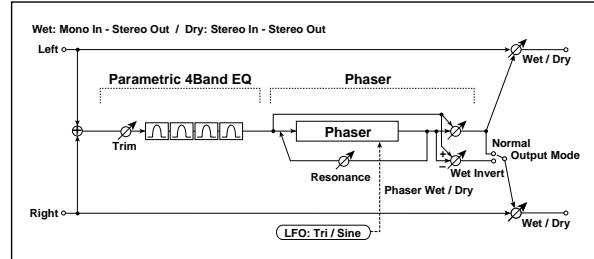 Wet: Mono In - Stereo Out / Dry: Stereo In - Stereo Out
Left
Wet / Dry
Parametric 4Band EQ
Phaser
Trim
Phaser
Resonance
+
−
Normal
Output Mode
Wet Invert
Phaser Wet / Dry
Right
LFO: Tri / Sine
Wet / Dry